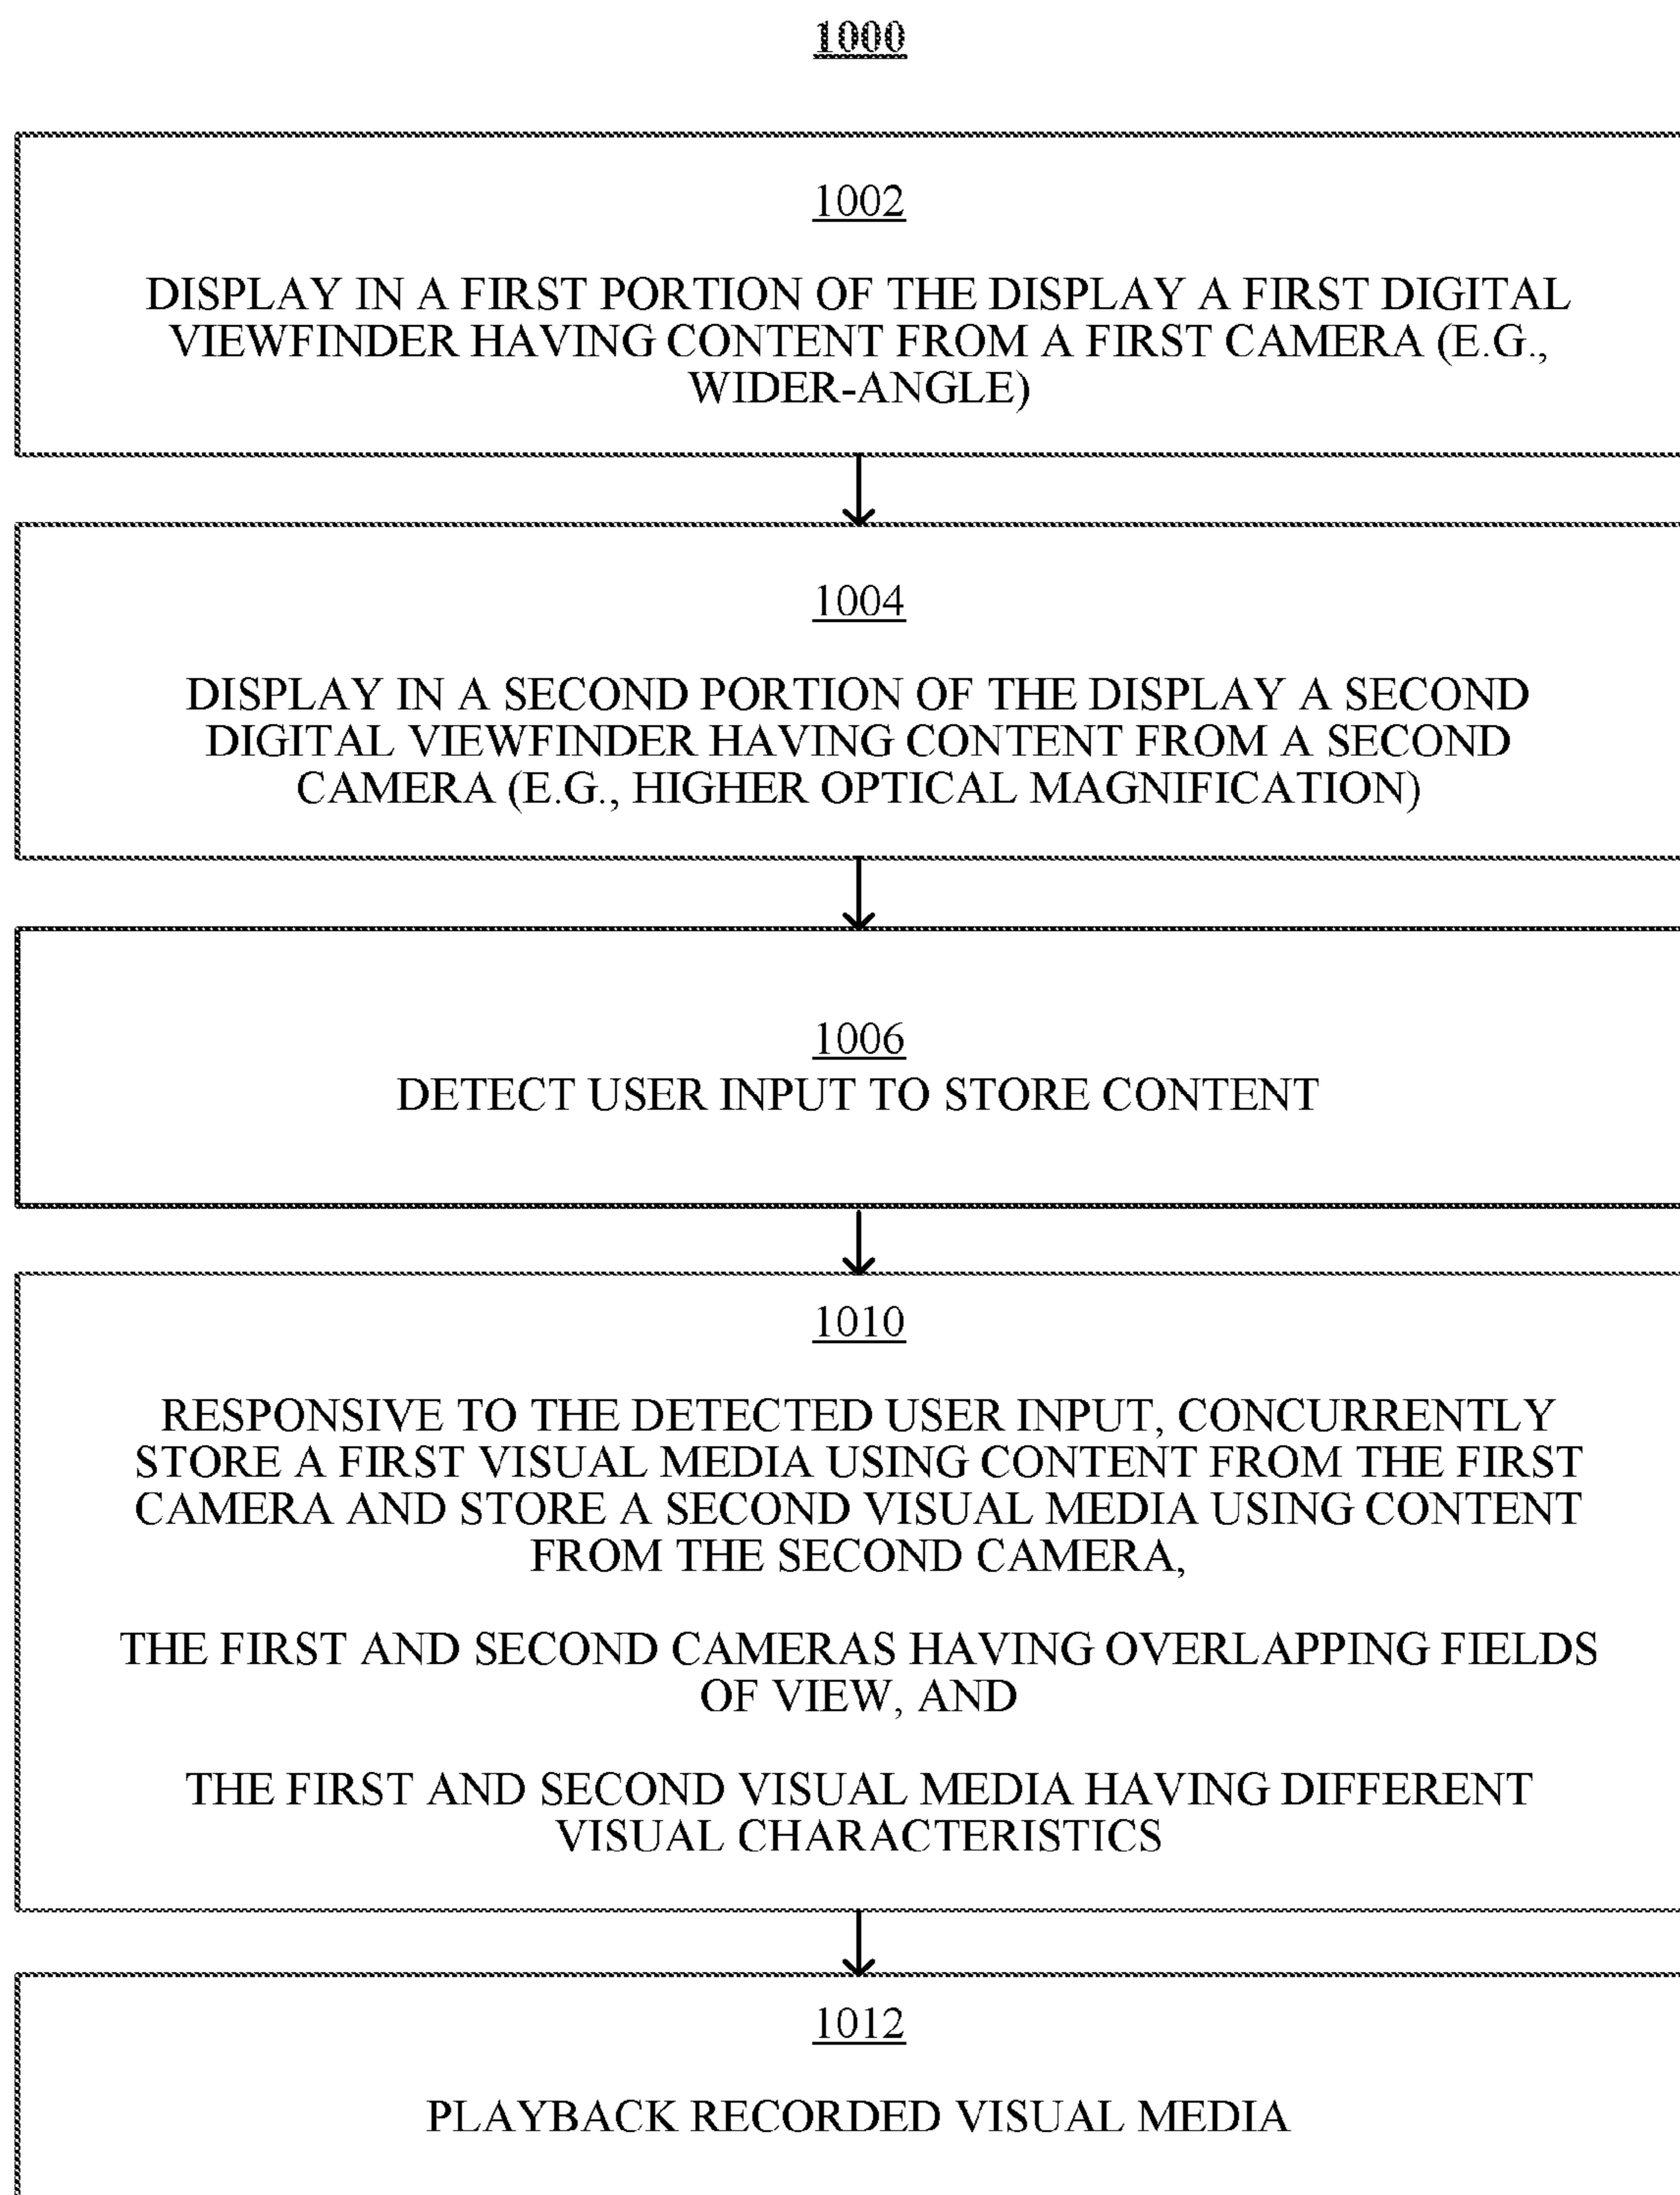 1000
1002
DISPLAY IN A FIRST PORTION OF THE DISPLAY A FIRST DIGITAL
VIEWFINDER HAVING CONTENT FROM A FIRST CAMERA (E.G.,
WIDER-ANGLE)
1004
DISPLAY IN A SECOND PORTION OF THE DISPLAY A SECOND
DIGITAL VIEWFINDER HAVING CONTENT FROM A SECOND
CAMERA (E.G., HIGHER OPTICAL MAGNIFICATION)
1006
DETECT USER INPUT TO STORE CONTENT
1010
RESPONSIVE TO THE DETECTED USER INPUT, CONCURRENTLY
STORE A FIRST VISUAL MEDIA USING CONTENT FROM THE FIRST
CAMERA AND STORE A SECOND VISUAL MEDIA USING CONTENT
FROM THE SECOND CAMERA,
THE FIRST AND SECOND CAMERAS HAVING OVERLAPPING FIELDS
OF VIEW, AND
THE FIRST AND SECOND VISUAL MEDIA HAVING DIFFERENT
VISUAL CHARACTERISTICS
1012
PLAYBACK RECORDED VISUAL MEDIA